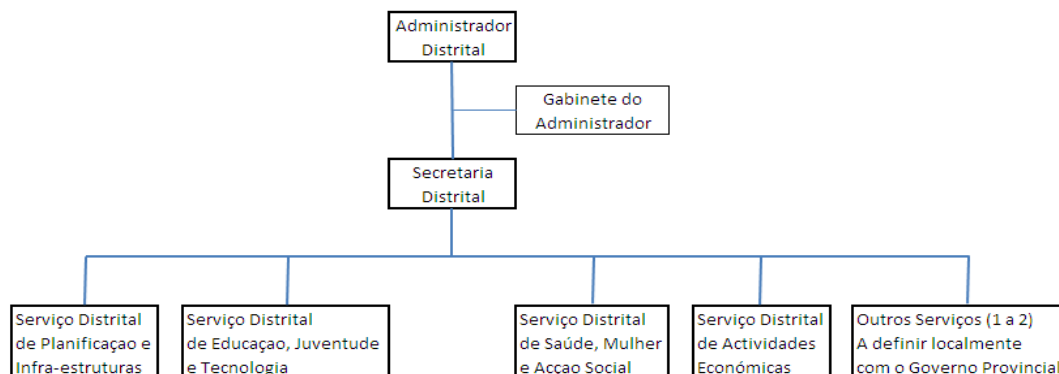 Administrador
Distrital
Gabinete do
Administrador
Secretaria
Distrital
Serviço Distrital
de Planificaçao e
Infra-estruturas
Serviço Distrital
de Educaçao, Juventude
e Tecnologia
Serviço Distrital
de Saúde, Mulher
e Acçao Social
Serviço Distrital
de Actividades
Económicas
Outros Serviços (1 a 2)
A definir localmente
com o Governo Provincial